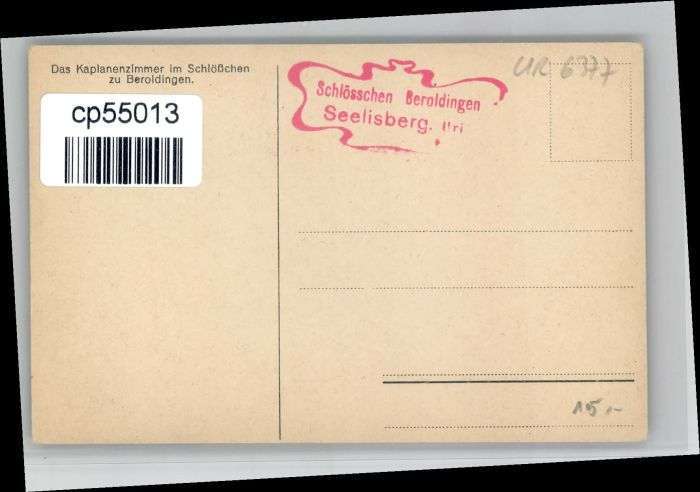 Das Kaplanenzimmer im Schlößchen
zu Beroldingen.
cp55013
Schlösschen Beroldingen
Seelisberg. Uri
UR 6377
15.-